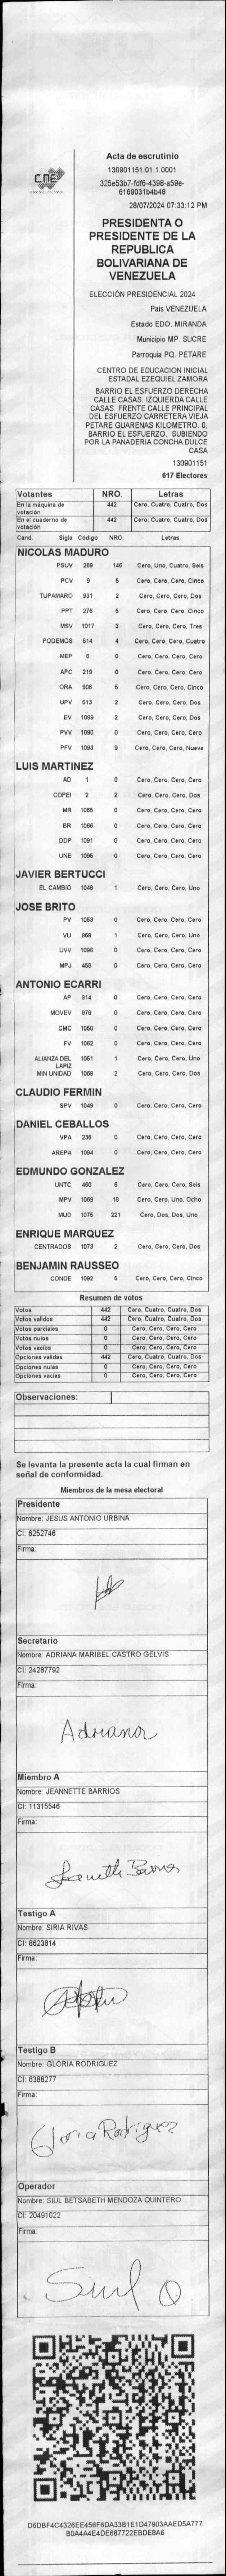 CNE
Acta de escrutinio
130901151.01.1.0001
325e53b7-fdf6-4398-a59e-
6169031b4b48
28/07/2024 07:33:12 PM
PRESIDENTA O
PRESIDENTE DE LA
REPUBLICA
BOLIVARIANA DE
VENEZUELA
ELECCIÓN PRESIDENCIAL 2024
Pais VENEZUELA
Estado EDO. MIRANDA
Municipio MP. SUCRE
Parroquia PQ. PETARE
CENTRO DE EDUCACION INICIAL
ESTADAL EZEQUIEL ZAMORA
BARRIO EL ESFUERZO DERECHA
CALLE CASAS. IZQUIERDA CALLE
CASAS. FRENTE CALLE PRINCIPAL
DEL ESFUERZO CARRETERA VIEJA
PETARE GUARENAS KILOMETRO. 0.
BARRIO EL ESFUERZO. SUBIENDO
POR LA PANADERIA CONCHA DULCE
CASA
130901151
617 Electores
Votantes NRO. Letras
En la máquina de votación 442 Cero, Cuatro, Cuatro, Dos
En el cuaderno de votación 442 Cero, Cuatro, Cuatro, Dos
Cand. Sigla Código NRO. Letras
NICOLAS MADURO
PSUV 269 146 Cero, Uno, Cuatro, Seis
PCV 9 5 Cero, Cero, Cero, Cinco
TUPAMARO 931 2 Cero, Cero, Cero, Dos
PPT 276 5 Cero, Cero, Cero, Cinco
MSV 1017 3 Cero, Cero, Cero, Tres
PODEMOS 514 4 Cero, Cero, Cero, Cuatro
MEP 6 0 Cero, Cero, Cero, Cero
APC 219 0 Cero, Cero, Cero, Cero
ORA 906 5 Cero, Cero, Cero, Cinco
UPV 613 2 Cero, Cero, Cero, Dos
EV 1089 2 Cero, Cero, Cero, Dos
PVV 1090 0 Cero, Cero, Cero, Cero
PFV 1093 9 Cero, Cero, Cero, Nueve
LUIS MARTINEZ
AD 1 0 Cero, Cero, Cero, Cero
COPEI 2 2 Cero, Cero, Cero, Dos
MR 1065 0 Cero, Cero, Cero, Cero
BR 1066 0 Cero, Cero, Cero, Cero
DDP 1091 0 Cero, Cero, Cero, Cero
UNE 1095 0 Cero, Cero, Cero, Cero
JAVIER BERTUCCI
EL CAMBIO 1048 1 Cero, Cero, Cero, Uno
JOSE BRITO
PV 1053 0 Cero, Cero, Cero, Cero
VU 868 1 Cero, Cero, Cero, Uno
UVV 1096 0 Cero, Cero, Cero, Cero
MPJ 458 0 Cero, Cero, Cero, Cero
ANTONIO ECARRI
AP 914 0 Cero, Cero, Cero, Cero
MOVEV 978 0 Cero, Cero, Cero, Cero
CMC 1050 0 Cero, Cero, Cero, Cero
FV 1062 0 Cero, Cero, Cero, Cero
ALIANZA DEL LAPIZ 1051 1 Cero, Cero, Cero, Uno
MIN UNIDAD 1068 2 Cero, Cero, Cero, Dos
CLAUDIO FERMIN
SPV 1049 0 Cero, Cero, Cero, Cero
DANIEL CEBALLOS
VPA 236 0 Cero, Cero, Cero, Cero
AREPA 1094 0 Cero, Cero, Cero, Cero
EDMUNDO GONZALEZ
UNTC 460 6 Cero, Cero, Cero, Seis
MPV 1069 18 Cero, Cero, Uno, Ocho
MUD 1075 221 Cero, Dos, Dos, Uno
ENRIQUE MARQUEZ
CENTRADOS 1073 2 Cero, Cero, Cero, Dos
BENJAMIN RAUSSEO
CONDE 1092 5 Cero, Cero, Cero, Cinco
Resumen de votos
Votos 442 Cero, Cuatro, Cuatro, Dos
Votos validos 442 Cero, Cuatro, Cuatro, Dos
Votos parciales 0 Cero, Cero, Cero, Cero
Votos nulos 0 Cero, Cero, Cero, Cero
Votos vacíos 0 Cero, Cero, Cero, Cero
Opciones validas 442 Cero, Cuatro, Cuatro, Dos
Opciones nulas 0 Cero, Cero, Cero, Cero
Opciones vacías 0 Cero, Cero, Cero, Cero
Observaciones:
Se levanta la presente acta la cual firman en
señal de conformidad.
Miembros de la mesa electoral
Presidente
Nombre: JESUS ANTONIO URBINA
CI: 6252746
Firma:
Secretario
Nombre: ADRIANA MARIBEL CASTRO GELVIS
CI: 24287792
Firma:
Adriana
Miembro A
Nombre: JEANNETTE BARRIOS
CI: 11315546
Firma:
Testigo A
Nombre: SIRIA RIVAS
CI: 8623814
Firma:
Testigo B
Nombre: GLORIA RODRIGUEZ
CI: 6388277
Firma:
Gloria Rodriguez
Operador
Nombre: SIUL BETSABETH MENDOZA QUINTERO
CI: 20491022
Firma:
Siul Q
D6DBF4C4326EE456F6DA33B1E1D47903AAED5A777
B0A4A4E4DE687722EBDE8A6